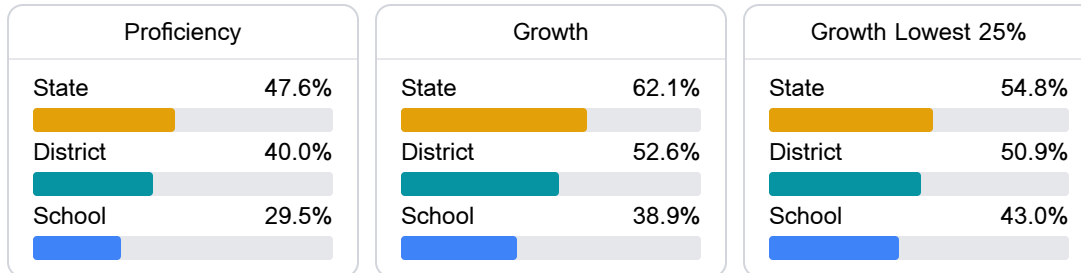 Proficiency
State 47.6%
District 40.0%
School 29.5%
Growth
State 62.1%
District 52.6%
School 38.9%
Growth Lowest 25%
State 54.8%
District 50.9%
School 43.0%